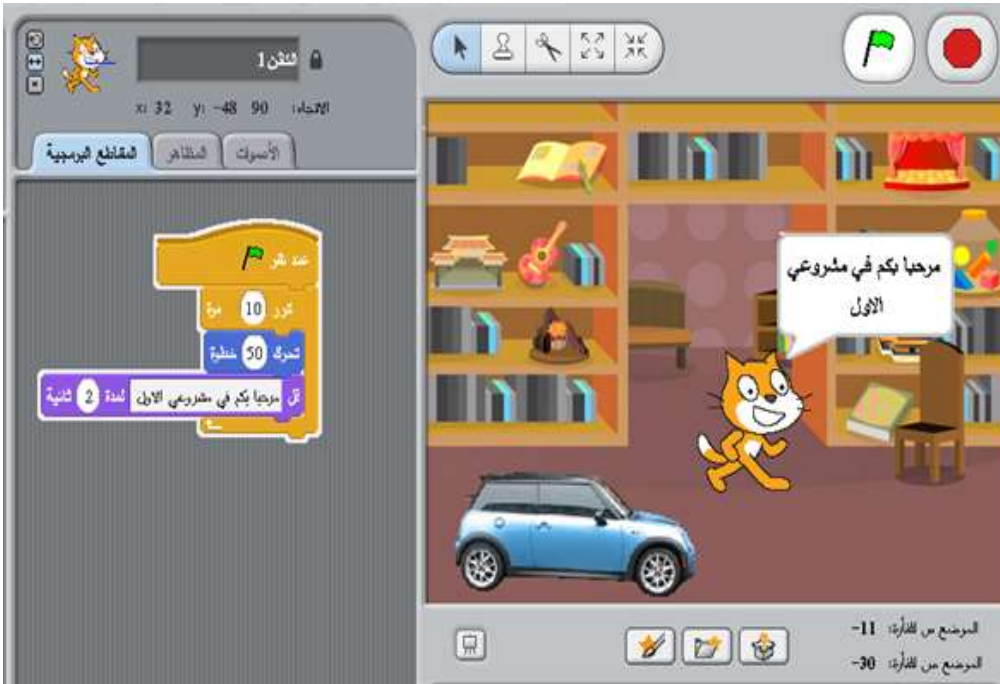 الكائن1
x: 32 y: -48 90 الاتجاه:
المقاطع البرمجية
المظاهر
الأصوات
عند نقر
كرر 10 مرة
تحرك 50 خطوة
قل مرحبا بكم في مشروعي الاول لمدة 2 ثانية
مرحبا بكم في مشروعي
الاول
الموضع س للفأرة: -11
الموضع ص للفأرة: -30